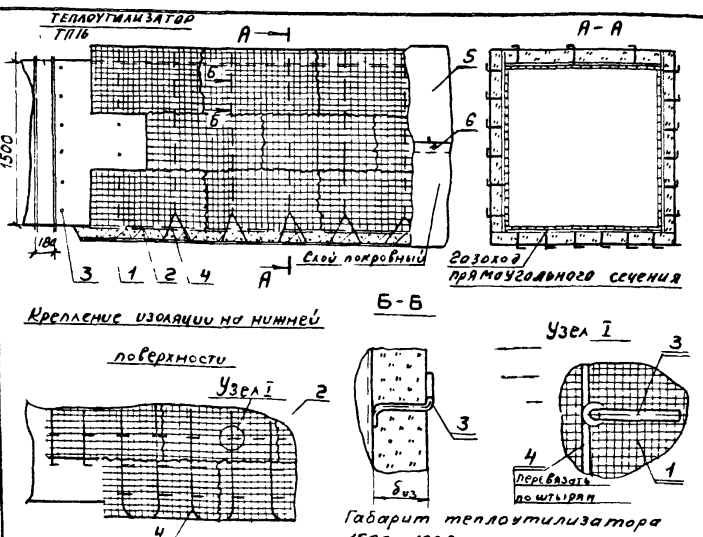 ТЕПЛОУТИЛИЗАТОР
ТП16
А
А-А
Б
5
Б
6
1500
180
3 1 2 4
А
Слой покровный
Газоход
прямоугольного сечения
Крепление изоляции на нижней
поверхности
Б-Б
Узел I
Узел I
2
3
3
4
Перевязать
по штырям
1
δиз
4
Габарит теплоутилизатора